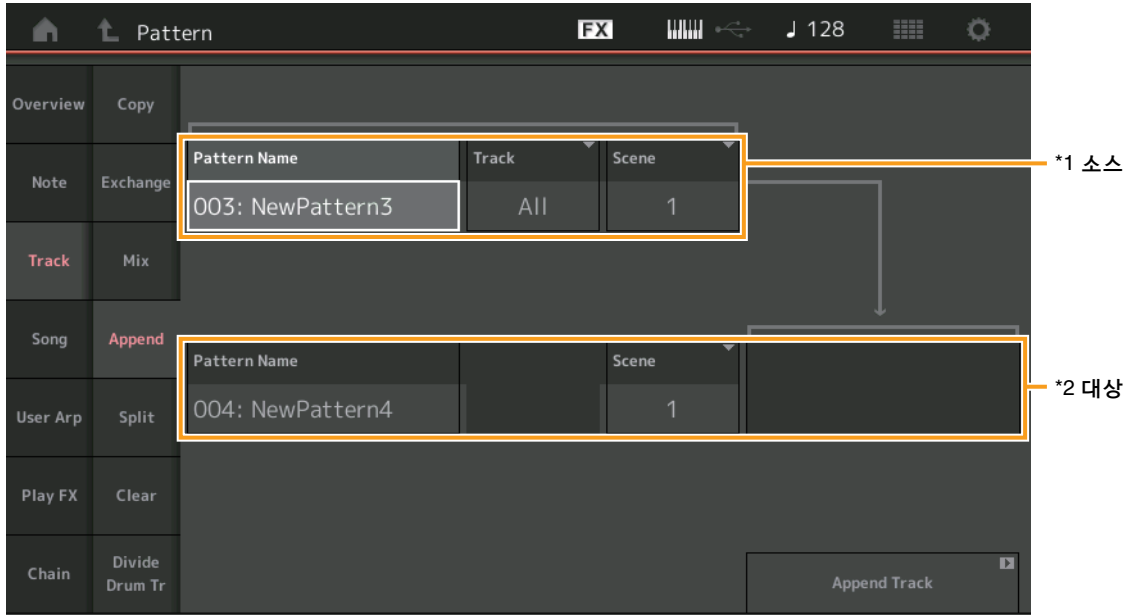 Pattern
FX
♩ 128
Overview
Copy
Pattern Name
Track
Scene
*1 소스
Note
Exchange
003: NewPattern3
All
1
Track
Mix
Song
Append
Pattern Name
Scene
*2 대상
User Arp
Split
004: NewPattern4
1
Play FX
Clear
Chain
Divide
Drum Tr
Append Track